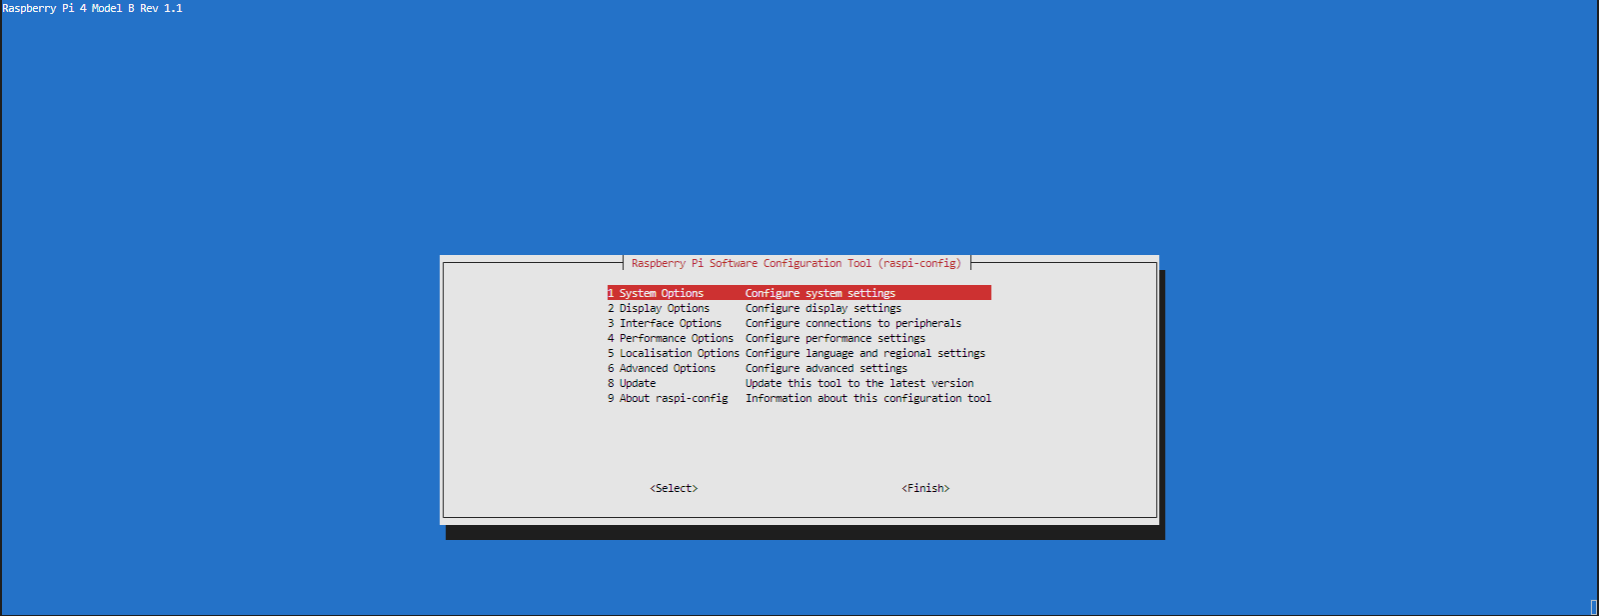 Raspberry Pi 4 Model B Rev 1.1
Raspberry Pi Software Configuration Tool (raspi-config)
1 System Options Configure system settings
2 Display Options Configure display settings
3 Interface Options Configure connections to peripherals
4 Performance Options Configure performance settings
5 Localisation Options Configure language and regional settings
6 Advanced Options Configure advanced settings
8 Update Update this tool to the latest version
9 About raspi-config Information about this configuration tool
<Select> <Finish>